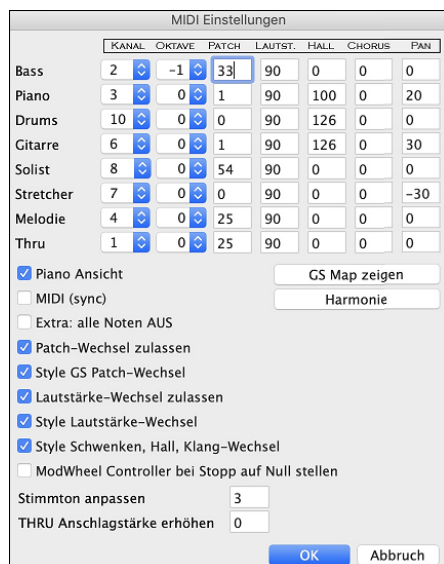 MIDI Einstellungen
KANAL OKTAVE PATCH LAUTST. HALL CHORUS PAN
Bass 2 -1 33 90 0 0 0
Piano 3 0 1 90 100 0 20
Drums 10 0 0 90 126 0 0
Gitarre 6 0 1 90 126 0 30
Solist 8 0 54 90 0 0 0
Stretcher 7 0 0 90 0 0 -30
Melodie 4 0 25 90 0 0 0
Thru 1 0 25 90 0 0 0
Piano Ansicht GS Map zeigen
MIDI (sync) Harmonie
Extra: alle Noten AUS
Patch-Wechsel zulassen
Style GS Patch-Wechsel
Lautstärke-Wechsel zulassen
Style Lautstärke-Wechsel
Style Schwenken, Hall, Klang-Wechsel
ModWheel Controller bei Stopp auf Null stellen
Stimmton anpassen 3
THRU Anschlagstärke erhöhen 0
OK Abbruch